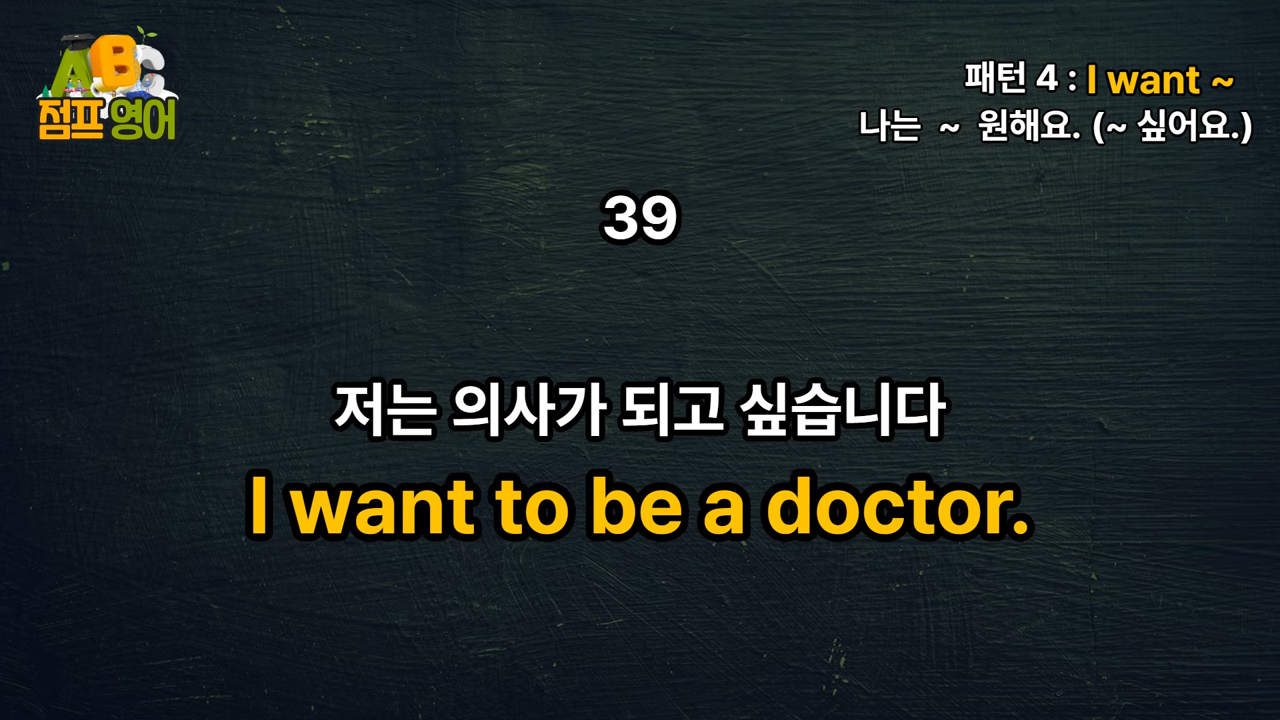 ABC
점프 영어
패턴 4 : I want ~
나는 ~ 원해요. (~ 싶어요.)
39
저는 의사가 되고 싶습니다
I want to be a doctor.